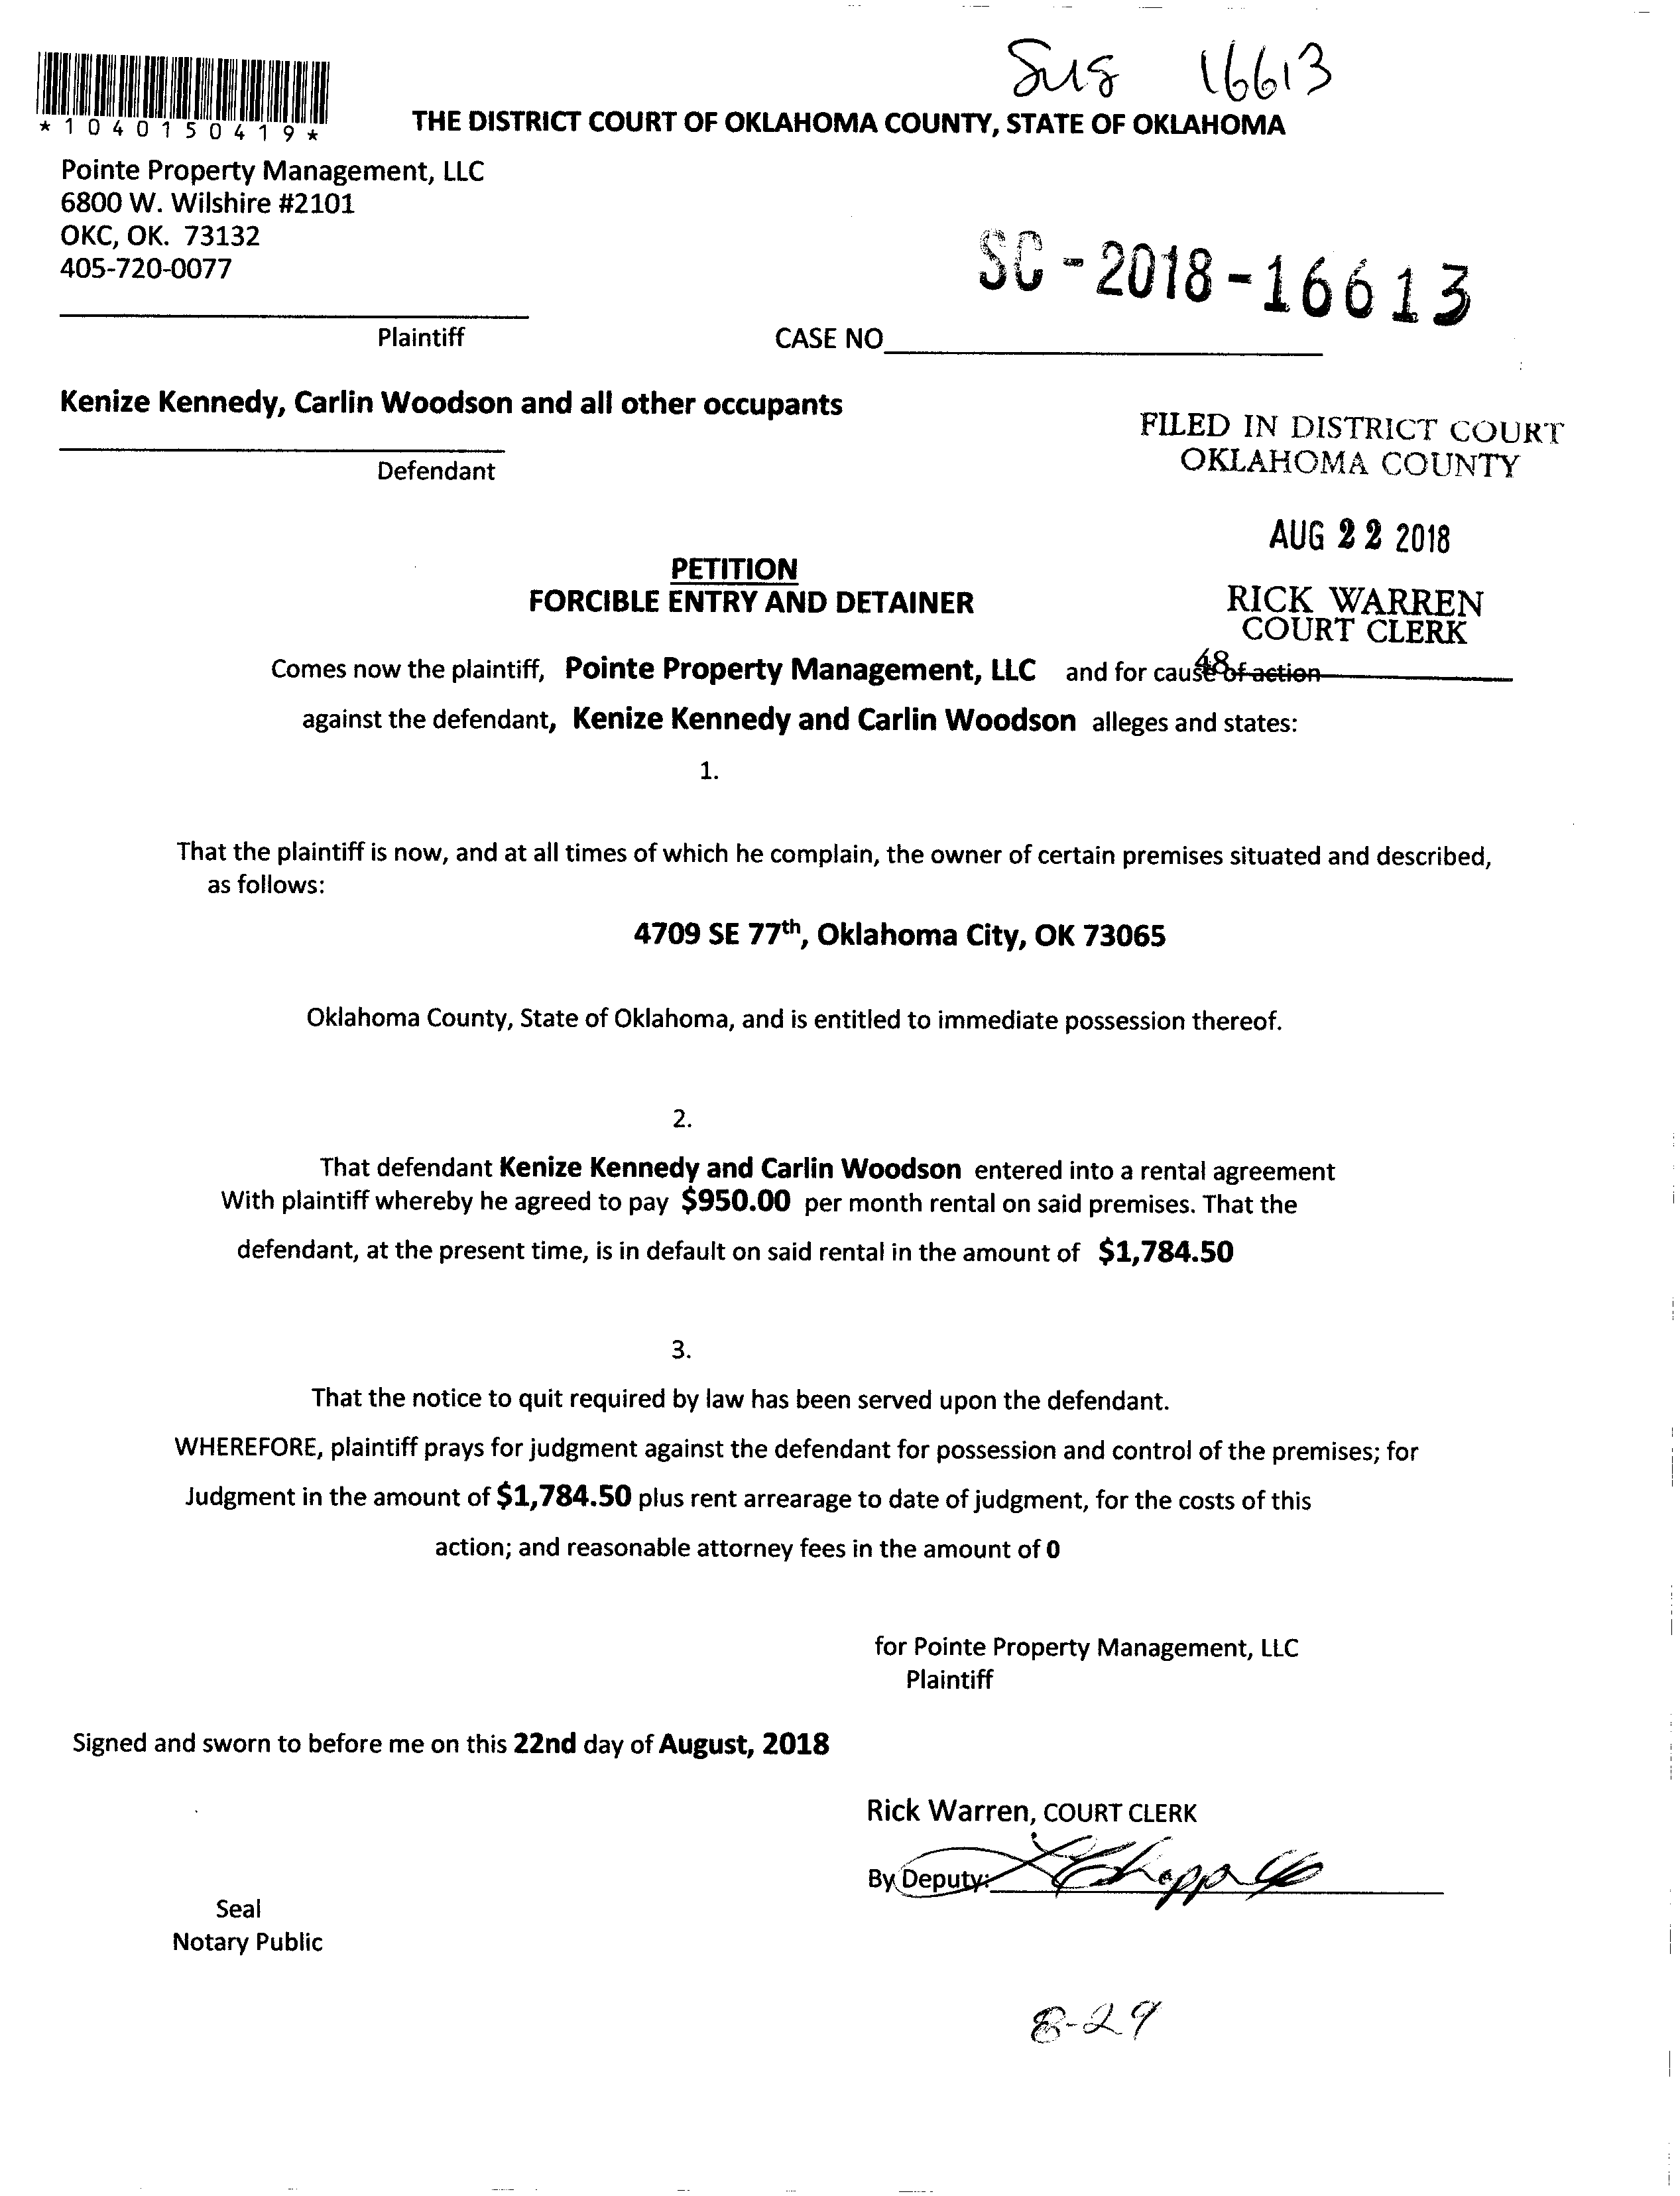 16613
*1040150419*
THE DISTRICT COURT OF OKLAHOMA COUNTY, STATE OF OKLAHOMA
Pointe Property Management, LLC
6800 W. Wilshire #2101
OKC, OK. 73132
405-720-0077
SC-2018-16613
Plaintiff
CASE NO
Kenize Kennedy, Carlin Woodson and all other occupants
Defendant
FILED IN DISTRICT COURT
OKLAHOMA COUNTY
AUG 22 2018
RICK WARREN
COURT CLERK
48
PETITION
FORCIBLE ENTRY AND DETAINER
Comes now the plaintiff, Pointe Property Management, LLC and for cause of action
against the defendant, Kenize Kennedy and Carlin Woodson alleges and states:
1.
That the plaintiff is now, and at all times of which he complain, the owner of certain premises situated and described,
as follows:
4709 SE 77th, Oklahoma City, OK 73065
Oklahoma County, State of Oklahoma, and is entitled to immediate possession thereof.
2.
That defendant Kenize Kennedy and Carlin Woodson entered into a rental agreement
With plaintiff whereby he agreed to pay $950.00 per month rental on said premises. That the
defendant, at the present time, is in default on said rental in the amount of $1,784.50
3.
That the notice to quit required by law has been served upon the defendant.
WHEREFORE, plaintiff prays for judgment against the defendant for possession and control of the premises; for
Judgment in the amount of $1,784.50 plus rent arrearage to date of judgment, for the costs of this
action; and reasonable attorney fees in the amount of 0
for Pointe Property Management, LLC
Plaintiff
Signed and sworn to before me on this 22nd day of August, 2018
Rick Warren, COURT CLERK
By Deputy:
Seal
Notary Public
8-29